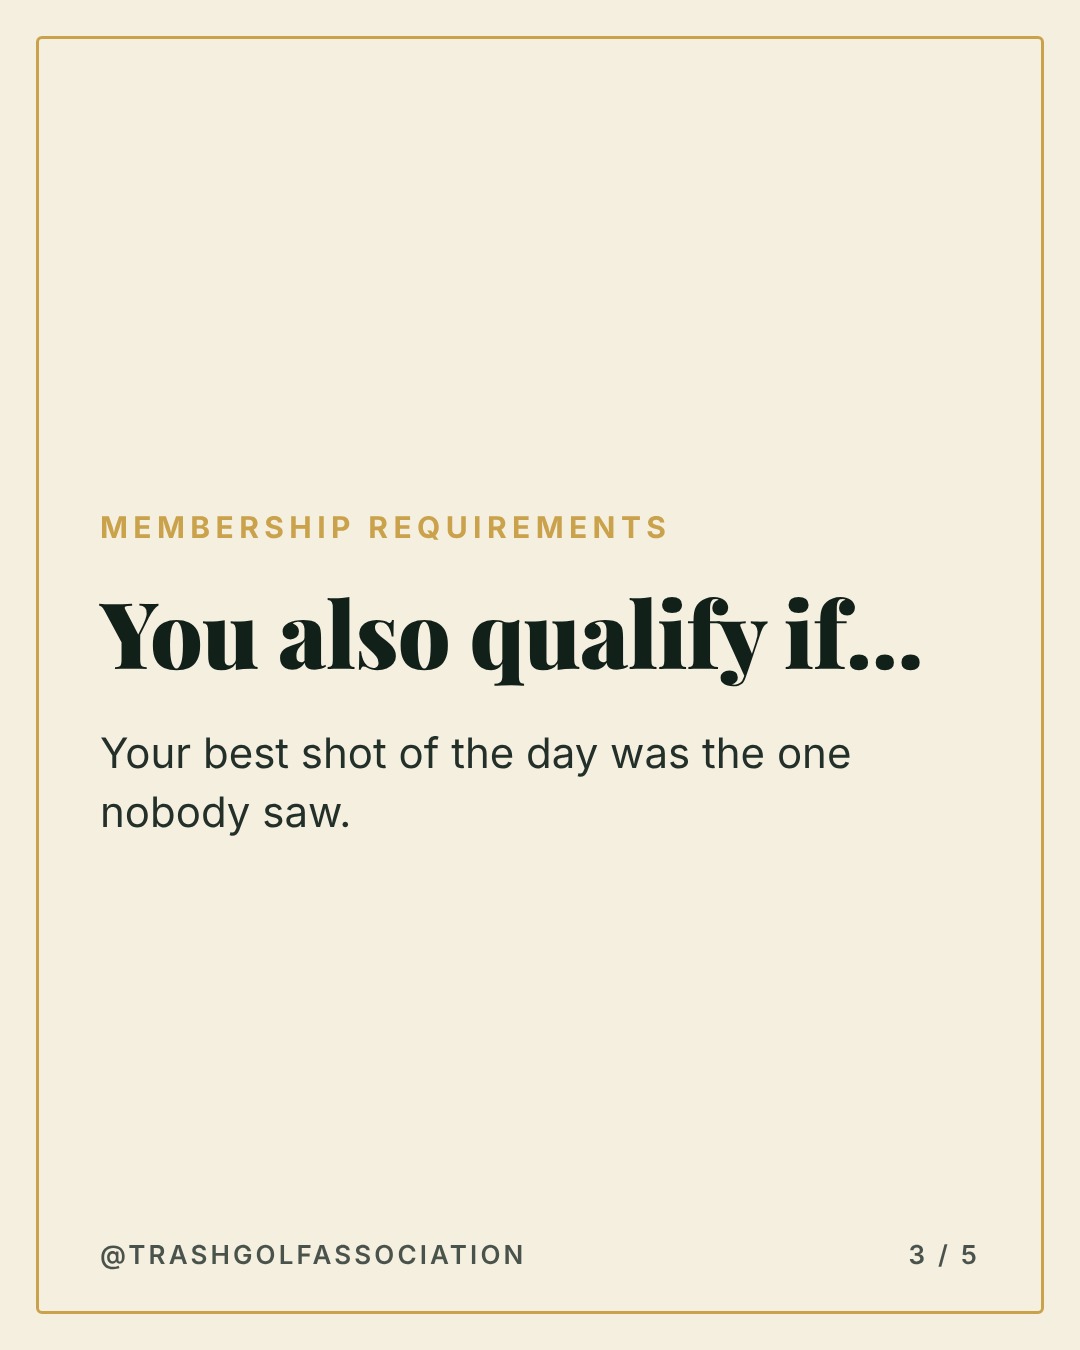 MEMBERSHIP REQUIREMENTS
You also qualify if...
Your best shot of the day was the one
nobody saw.
@TRASHGOLFASSOCIATION
3 / 5